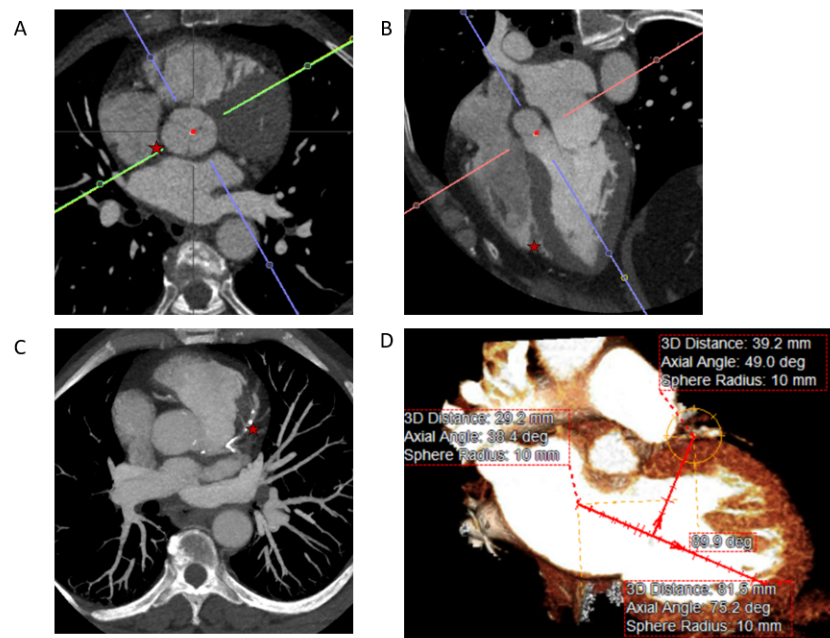 A
B
C
D
3D Distance: 39.2 mm
Axial Angle: 49.0 deg
Sphere Radius: 10 mm
3D Distance: 29.2 mm
Axial Angle: 38.4 deg
Sphere Radius: 10 mm
89.9 deg
3D Distance: 81.5 mm
Axial Angle: 75.2 deg
Sphere Radius: 10 mm